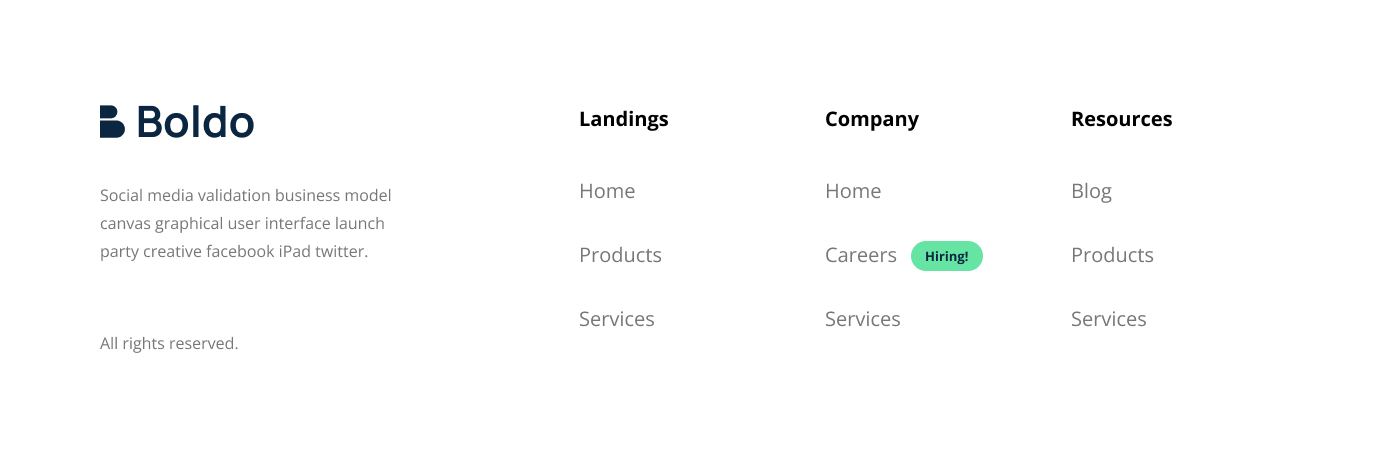 Boldo
Social media validation business model
canvas graphical user interface launch
party creative facebook iPad twitter.
All rights reserved.
Landings
Home
Products
Services
Company
Home
Careers Hiring!
Services
Resources
Blog
Products
Services